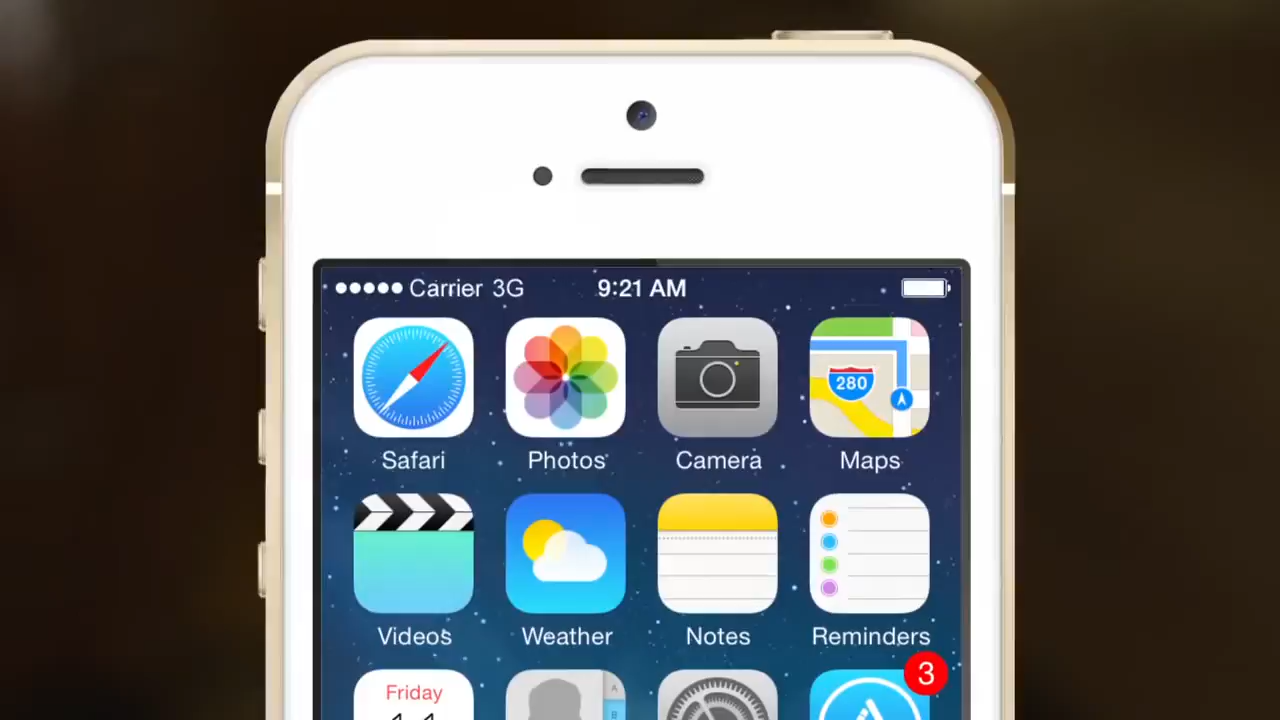 Carrier 3G 9:21 AM
280
Safari Photos Camera Maps
Videos Weather Notes Reminders
3
Friday
A
B